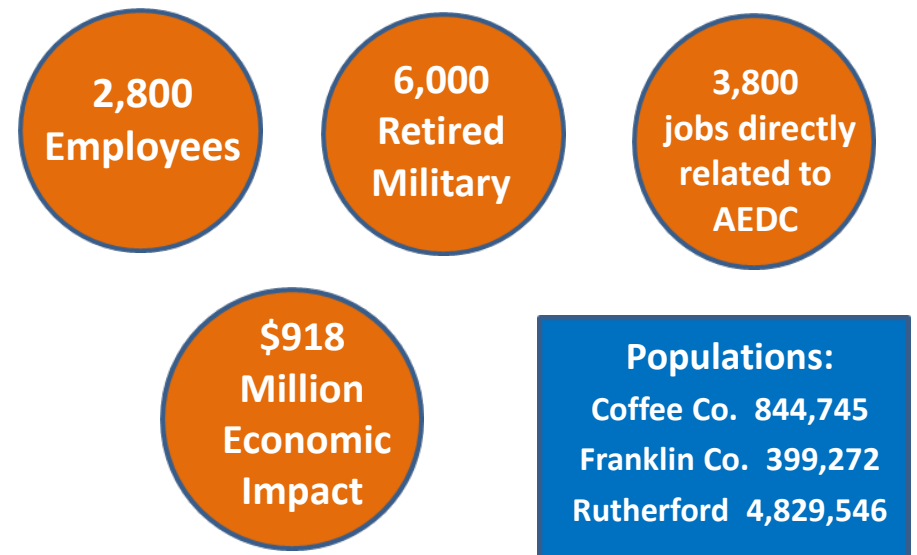 2,800
Employees
6,000
Retired
Military
3,800
jobs directly
related to
AEDC
$918
Million
Economic
Impact
Populations:
Coffee Co. 844,745
Franklin Co. 399,272
Rutherford 4,829,546